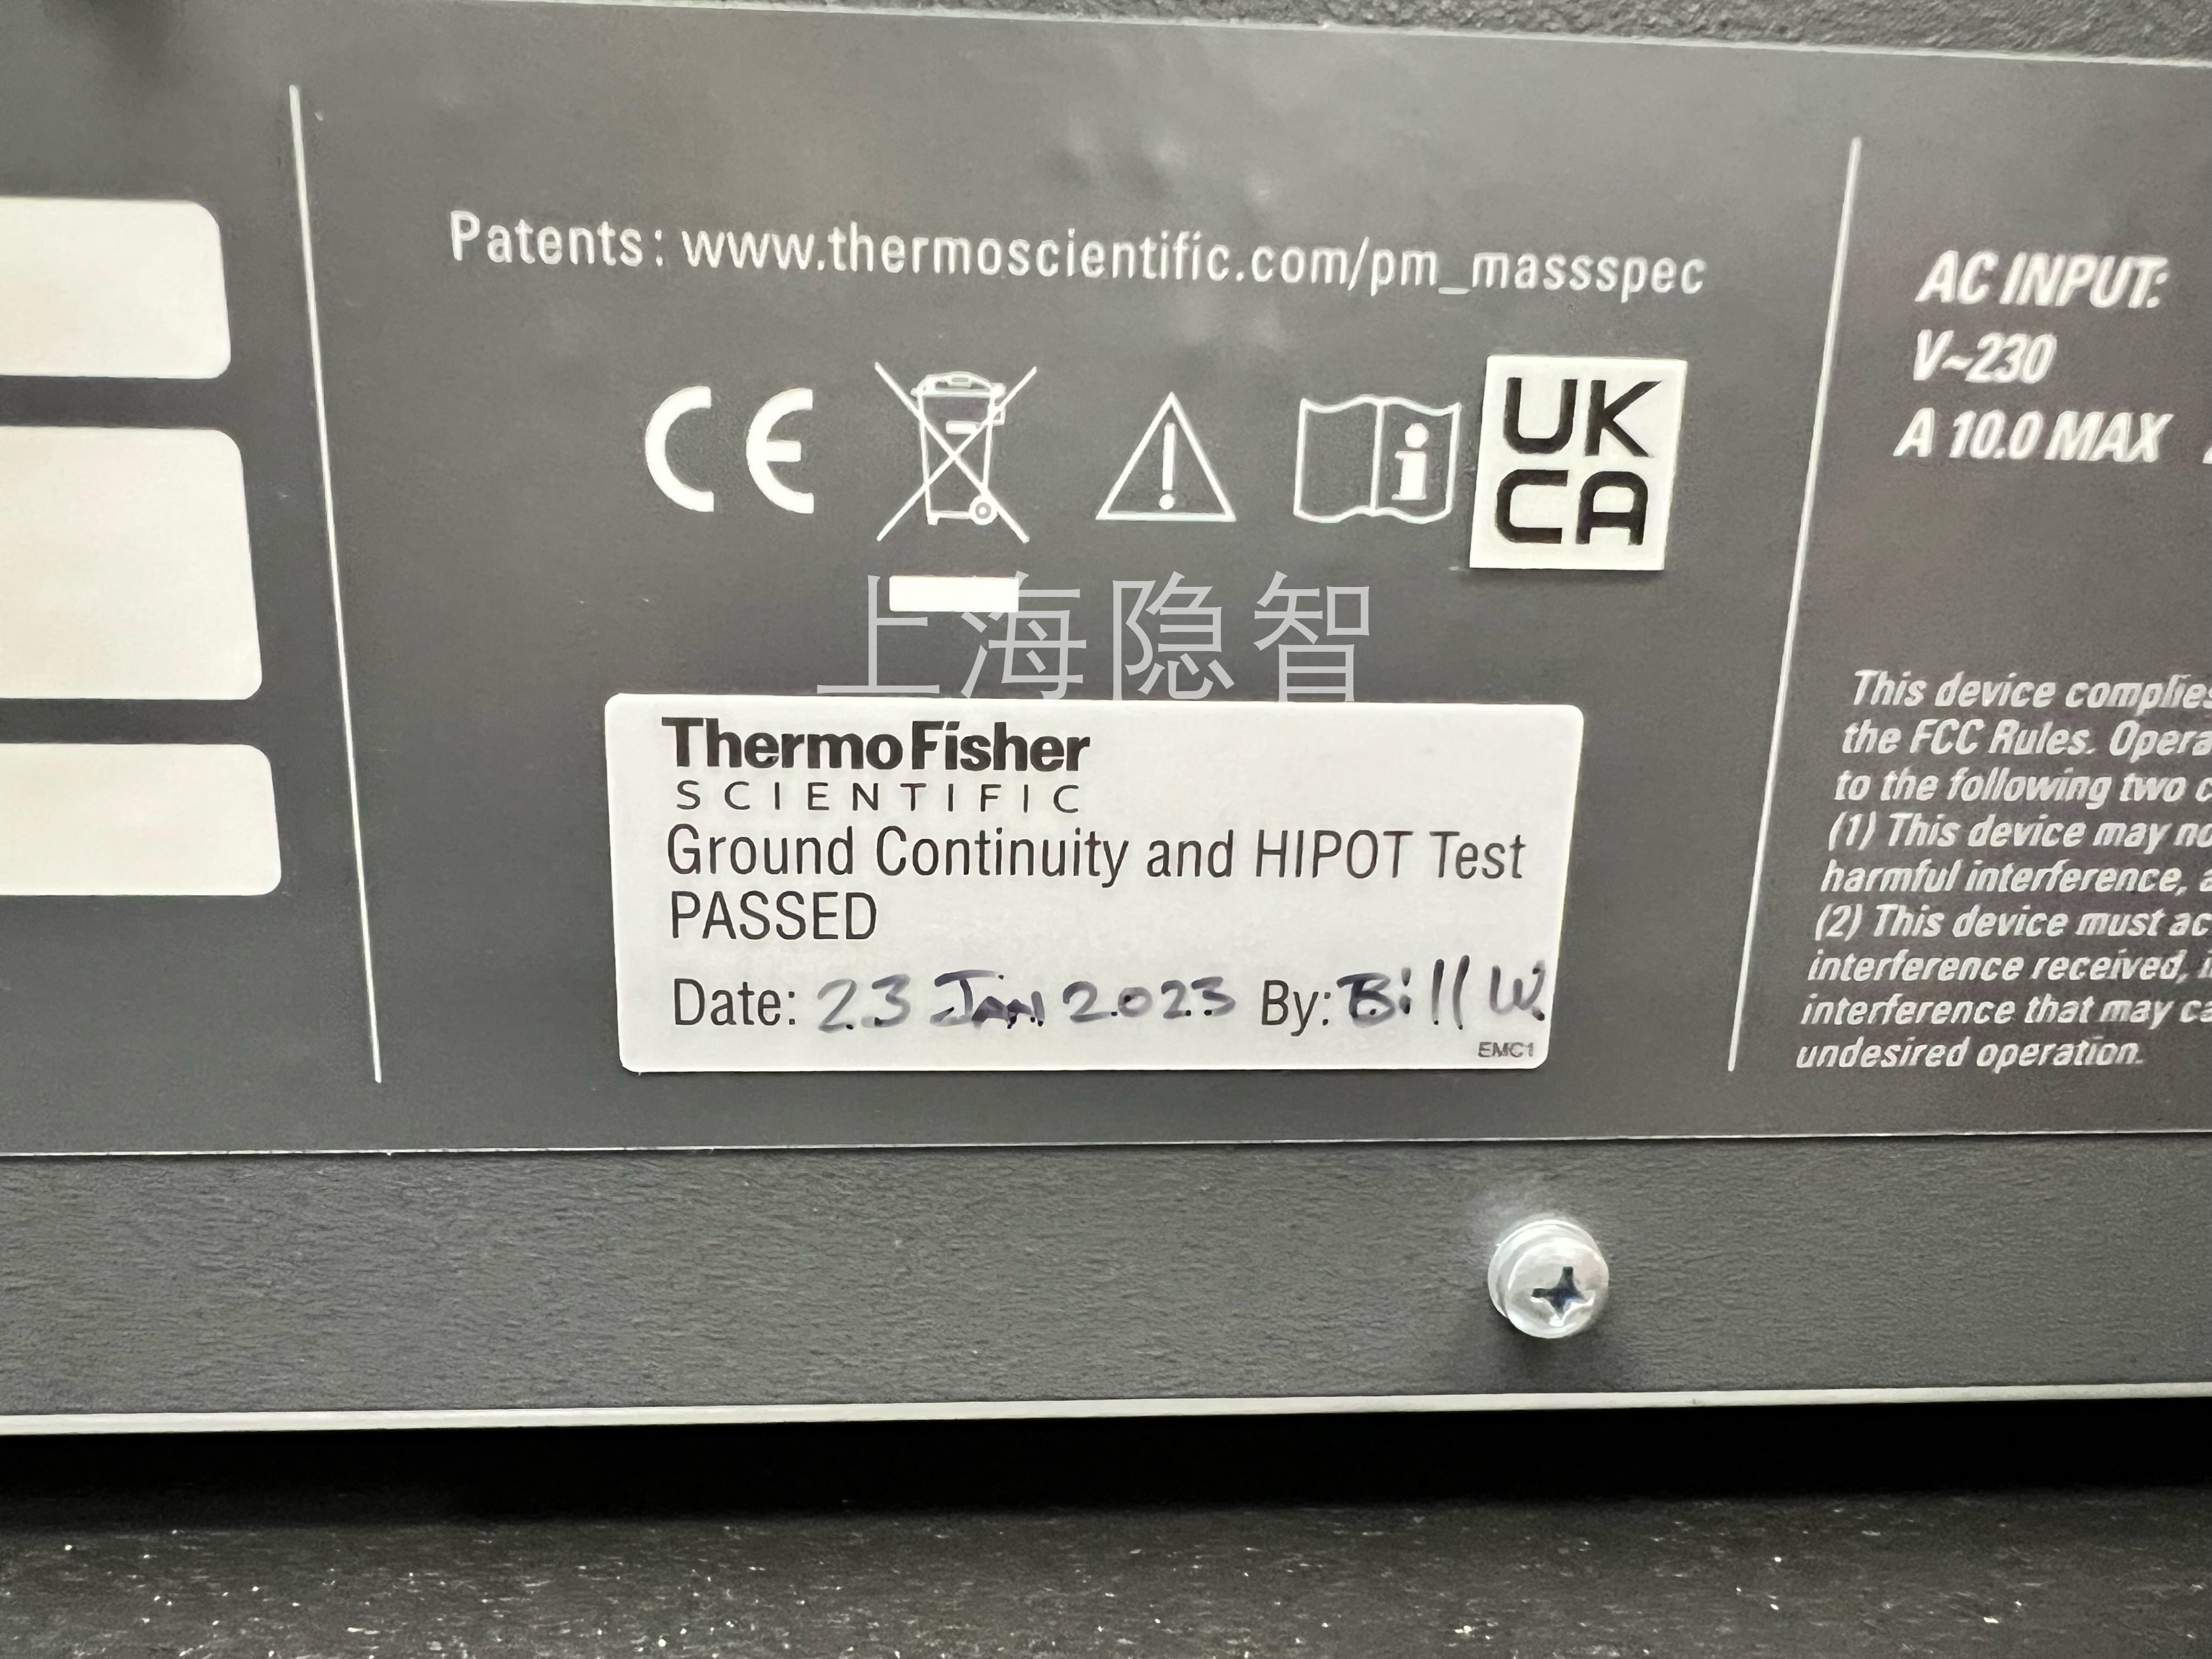 Patents: www.thermoscientific.com/pm_massspec
CE
UK
CA
上海隐智
ThermoFisher
SCIENTIFIC
Ground Continuity and HIPOT Test
PASSED
Date: 23 JAN 2023 By: Bill W.
EMC1
AC INPUT:
V~230
A 10.0 MAX
This device complies
the FCC Rules. Opera
to the following two c
(1) This device may no
harmful interference, a
(2) This device must ac
interference received, i
interference that may ca
undesired operation.